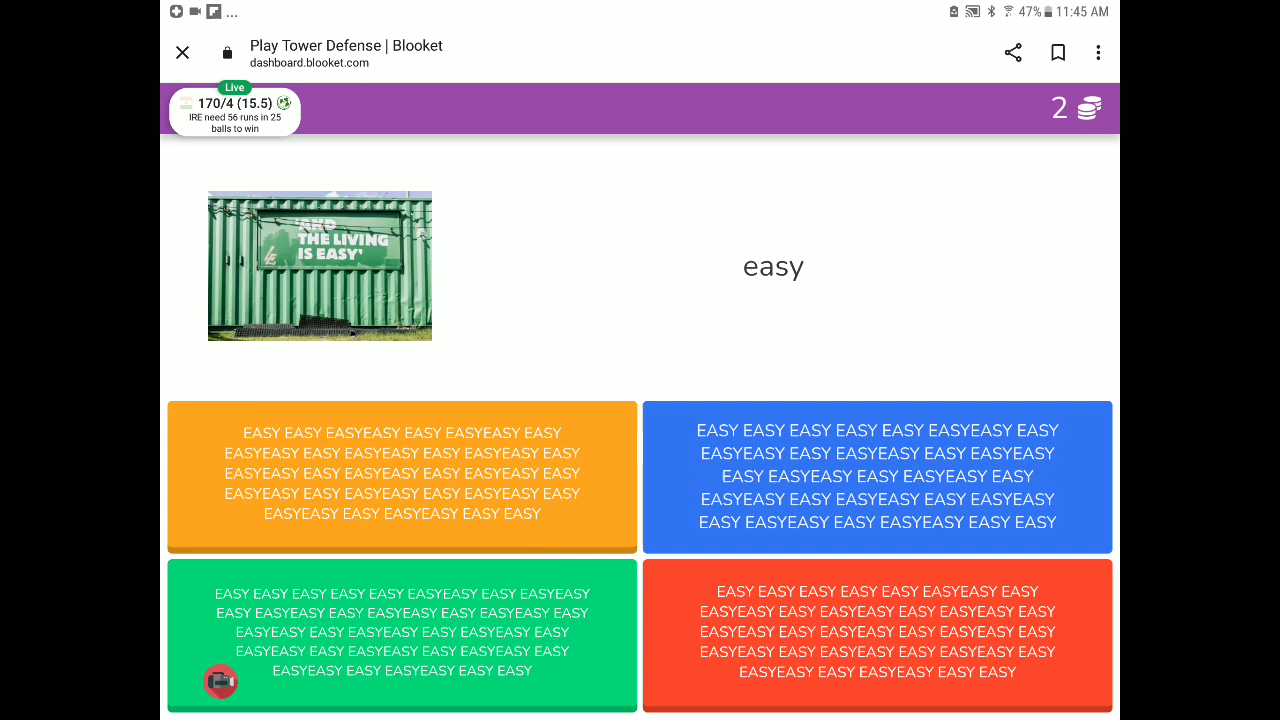 ...
47% 11:45 AM
Play Tower Defense | Blooket
dashboard.blooket.com
Live
170/4 (15.5)
IRE need 56 runs in 25
balls to win
2
'AND
THE LIVING
IS EASY'
easy
EASY EASY EASYEASY EASY EASYEASY EASY
EASYEASY EASY EASYEASY EASY EASYEASY EASY
EASYEASY EASY EASYEASY EASY EASYEASY EASY
EASYEASY EASY EASYEASY EASY EASYEASY EASY
EASYEASY EASY EASYEASY EASY EASY
EASY EASY EASY EASY EASY EASYEASY EASY
EASYEASY EASY EASYEASY EASY EASYEASY
EASY EASYEASY EASY EASYEASY EASY
EASYEASY EASY EASYEASY EASY EASYEASY
EASY EASYEASY EASY EASYEASY EASY EASY
EASY EASY EASY EASY EASY EASYEASY EASY EASYEASY
EASY EASYEASY EASY EASYEASY EASY EASYEASY EASY
EASYEASY EASY EASYEASY EASY EASYEASY EASY
EASYEASY EASY EASYEASY EASY EASYEASY EASY
EASYEASY EASY EASYEASY EASY EASY
EASY EASY EASY EASY EASY EASYEASY EASY
EASYEASY EASY EASYEASY EASY EASYEASY EASY
EASYEASY EASY EASYEASY EASY EASYEASY EASY
EASYEASY EASY EASYEASY EASY EASYEASY EASY
EASYEASY EASY EASYEASY EASY EASY